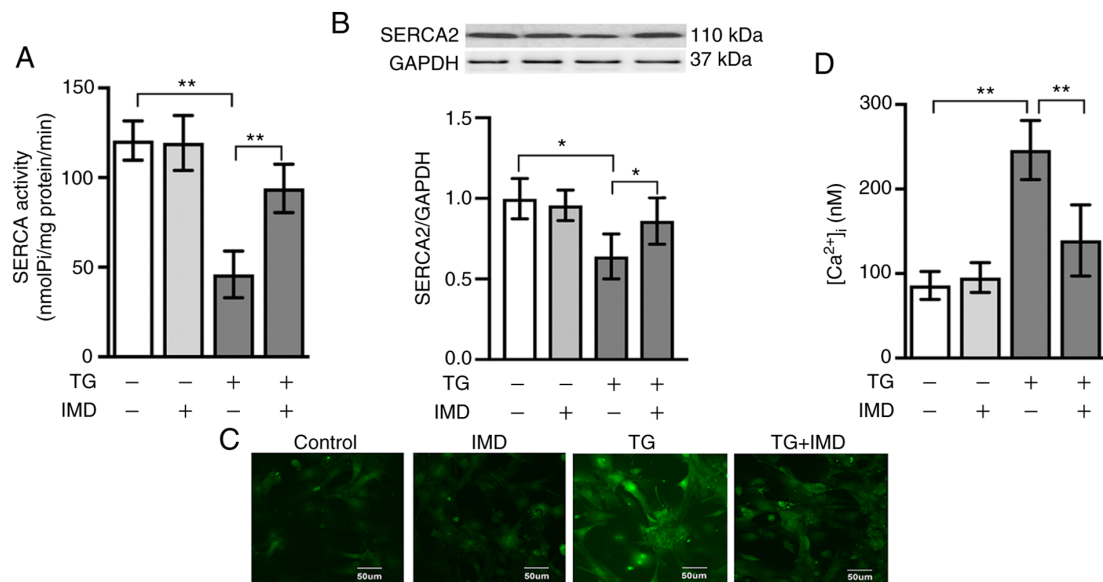 A
SERCA activity
(nmolPi/mg protein/min)
150
100
50
0
**
**
TG – – + +
IMD – + – +
B
SERCA2 110 kDa
GAPDH 37 kDa
SERCA2/GAPDH
1.5
1.0
0.5
0.0
*
*
TG – – + +
IMD – + – +
D
[Ca²⁺]ᵢ (nM)
300
200
100
0
**
**
TG – – + +
IMD – + – +
C
Control IMD TG TG+IMD
50um 50um 50um 50um